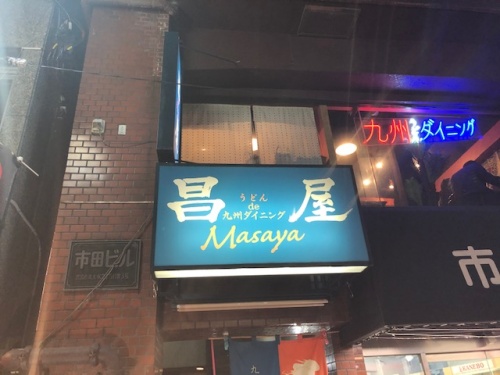 九州 ダイニング
昌屋
うどん
de
九州ダイニング
Masaya
市田ビル
市
九